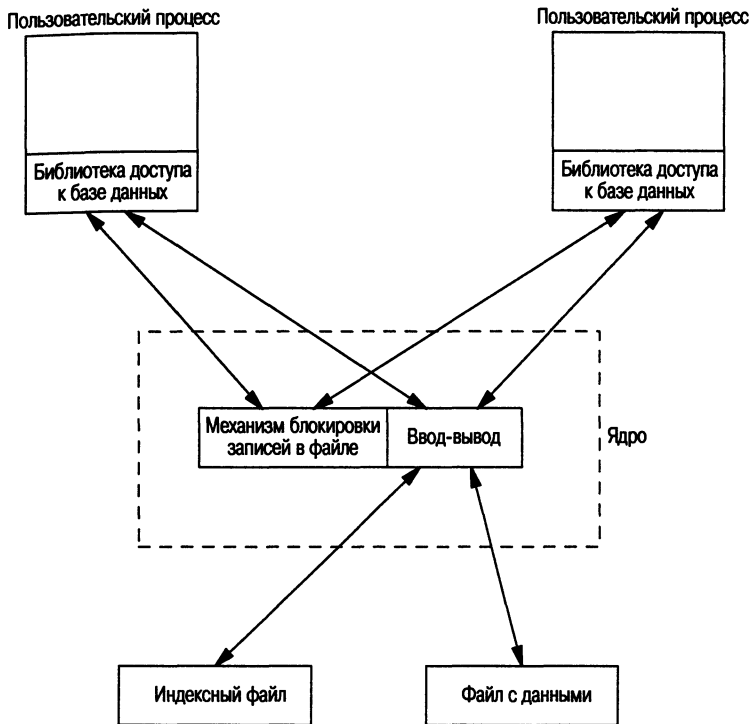 Пользовательский процесс
Пользовательский процесс
Библиотека доступа
к базе данных
Библиотека доступа
к базе данных
Механизм блокировки
записей в файле
Ввод-вывод
Ядро
Индексный файл
Файл с данными